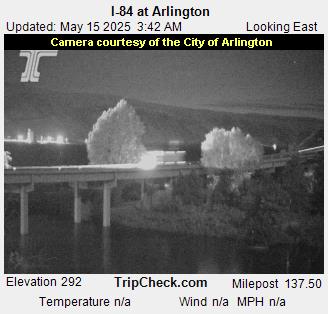 I-84 at Arlington
Updated: May 15 2025 3:42 AM Looking East
Camera courtesy of the City of Arlington
Elevation 292 TripCheck.com Milepost 137.50
Temperature n/a Wind n/a MPH n/a